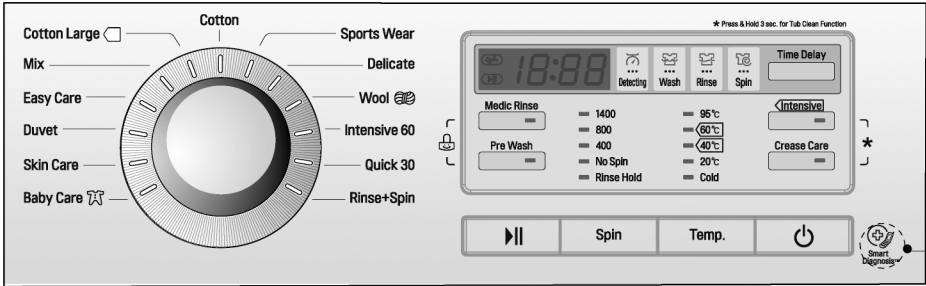 Cotton
Cotton Large
Mix
Easy Care
Duvet
Skin Care
Baby Care
Sports Wear
Delicate
Wool
Intensive 60
Quick 30
Rinse+Spin
* Press & Hold 3 sec. for Tub Clean Function
18:88
Detecting
Wash
Rinse
Spin
Time Delay
Medic Rinse
Pre Wash
1400
800
400
No Spin
Rinse Hold
95°C
60°C
40°C
20°C
Cold
Intensive
Crease Care
*
Spin
Temp.
Smart
Diagnosis™